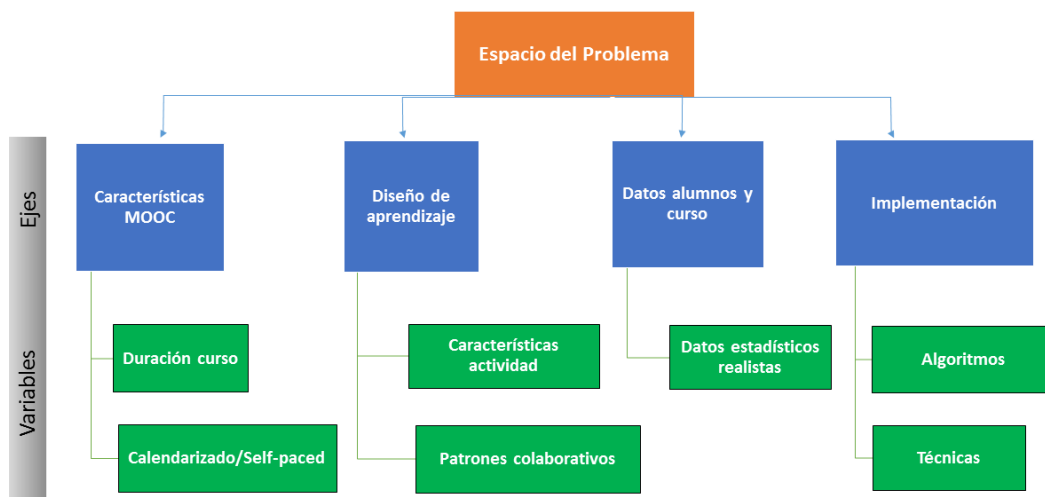 Espacio del Problema
Ejes
Características
MOOC
Diseño de
aprendizaje
Datos alumnos y
curso
Implementación
Variables
Duración curso
Características
actividad
Datos estadísticos
realistas
Algoritmos
Calendarizado/Self-paced
Patrones colaborativos
Técnicas